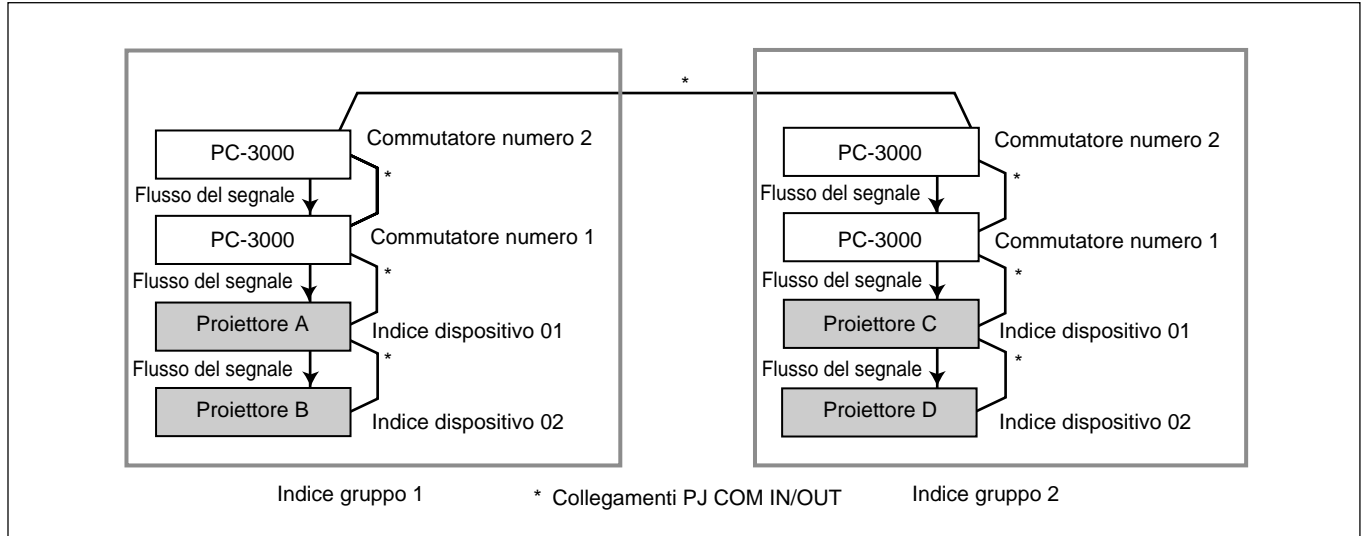 *
PC-3000
Commutatore numero 2
*
Flusso del segnale
PC-3000
Commutatore numero 1
*
Flusso del segnale
Proiettore A
Indice dispositivo 01
*
Flusso del segnale
Proiettore B
Indice dispositivo 02
PC-3000
Commutatore numero 2
*
Flusso del segnale
PC-3000
Commutatore numero 1
*
Flusso del segnale
Proiettore C
Indice dispositivo 01
*
Flusso del segnale
Proiettore D
Indice dispositivo 02
Indice gruppo 1
* Collegamenti PJ COM IN/OUT
Indice gruppo 2